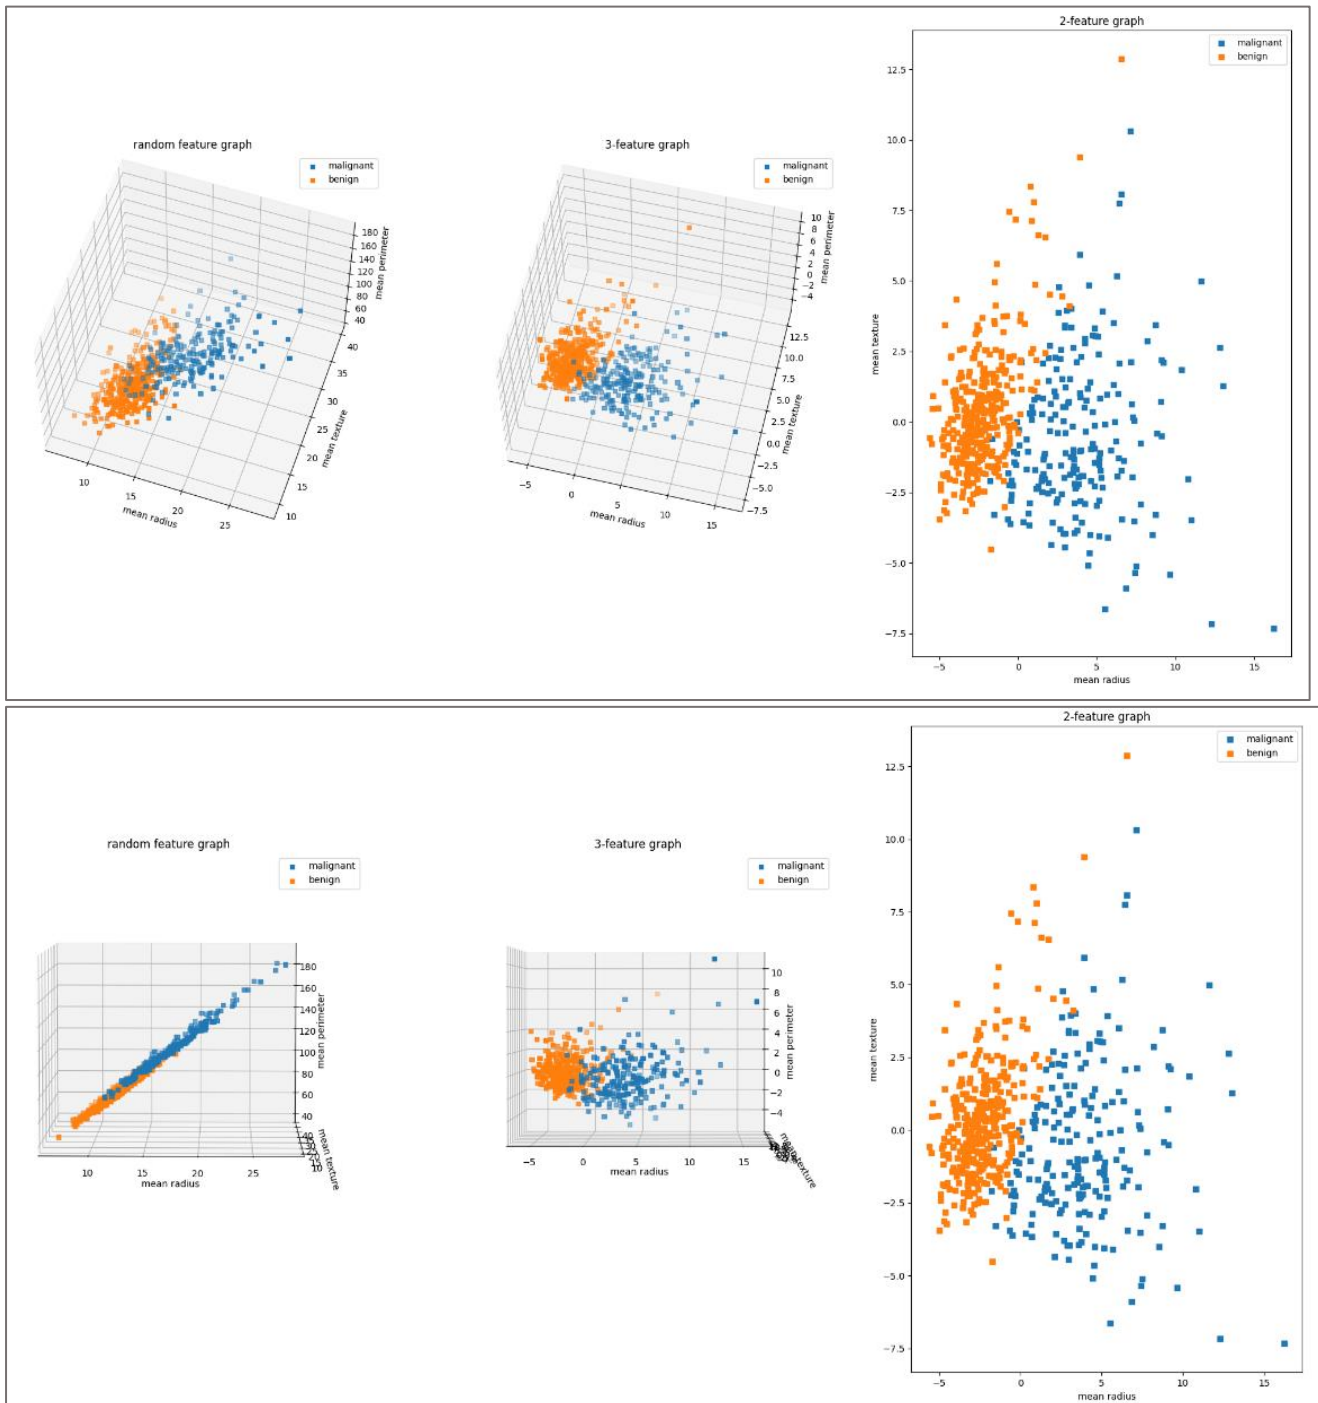 2-feature graph
malignant
benign
12.5
10.0
7.5
5.0
2.5
0.0
−2.5
−5.0
−7.5
mean texture
−5
0
5
10
15
mean radius
random feature graph
malignant
benign
180
160
140
120
100
80
60
40
mean perimeter
40
35
30
25
20
15
10
mean texture
10
15
20
25
mean radius
3-feature graph
malignant
benign
10
8
6
4
2
0
−2
−4
mean perimeter
12.5
10.0
7.5
5.0
2.5
0.0
−2.5
−5.0
−7.5
mean texture
−5
0
5
10
15
mean radius
2-feature graph
malignant
benign
12.5
10.0
7.5
5.0
2.5
0.0
−2.5
−5.0
−7.5
mean texture
−5
0
5
10
15
mean radius
random feature graph
malignant
benign
180
160
140
120
100
80
60
40
mean perimeter
mean texture
10
15
20
25
mean radius
3-feature graph
malignant
benign
10
8
6
4
2
0
−2
−4
mean perimeter
mean texture
−5
0
5
10
15
mean radius